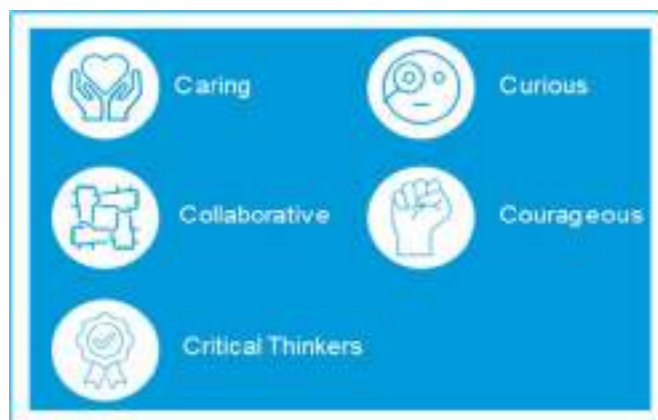 Caring
Curious
Collaborative
Courageous
Critical Thinkers